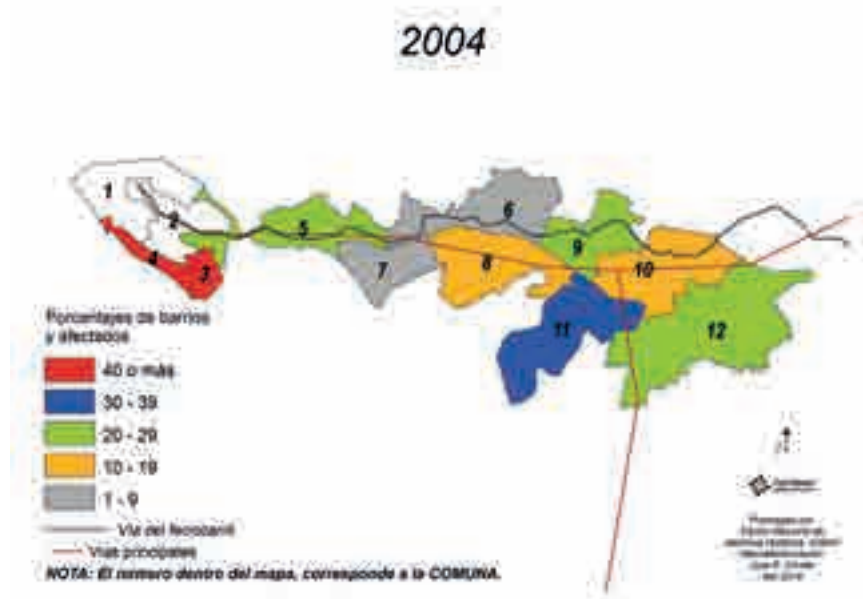 2004
1
2
3
4
5
6
7
8
9
10
11
12
Porcentajes de barrios
y afectados
40 o más
30 - 39
20 - 29
10 - 19
1 - 9
Via del ferrocarril
Vias principales
NOTA: El número dentro del mapa, corresponde a la COMUNA.